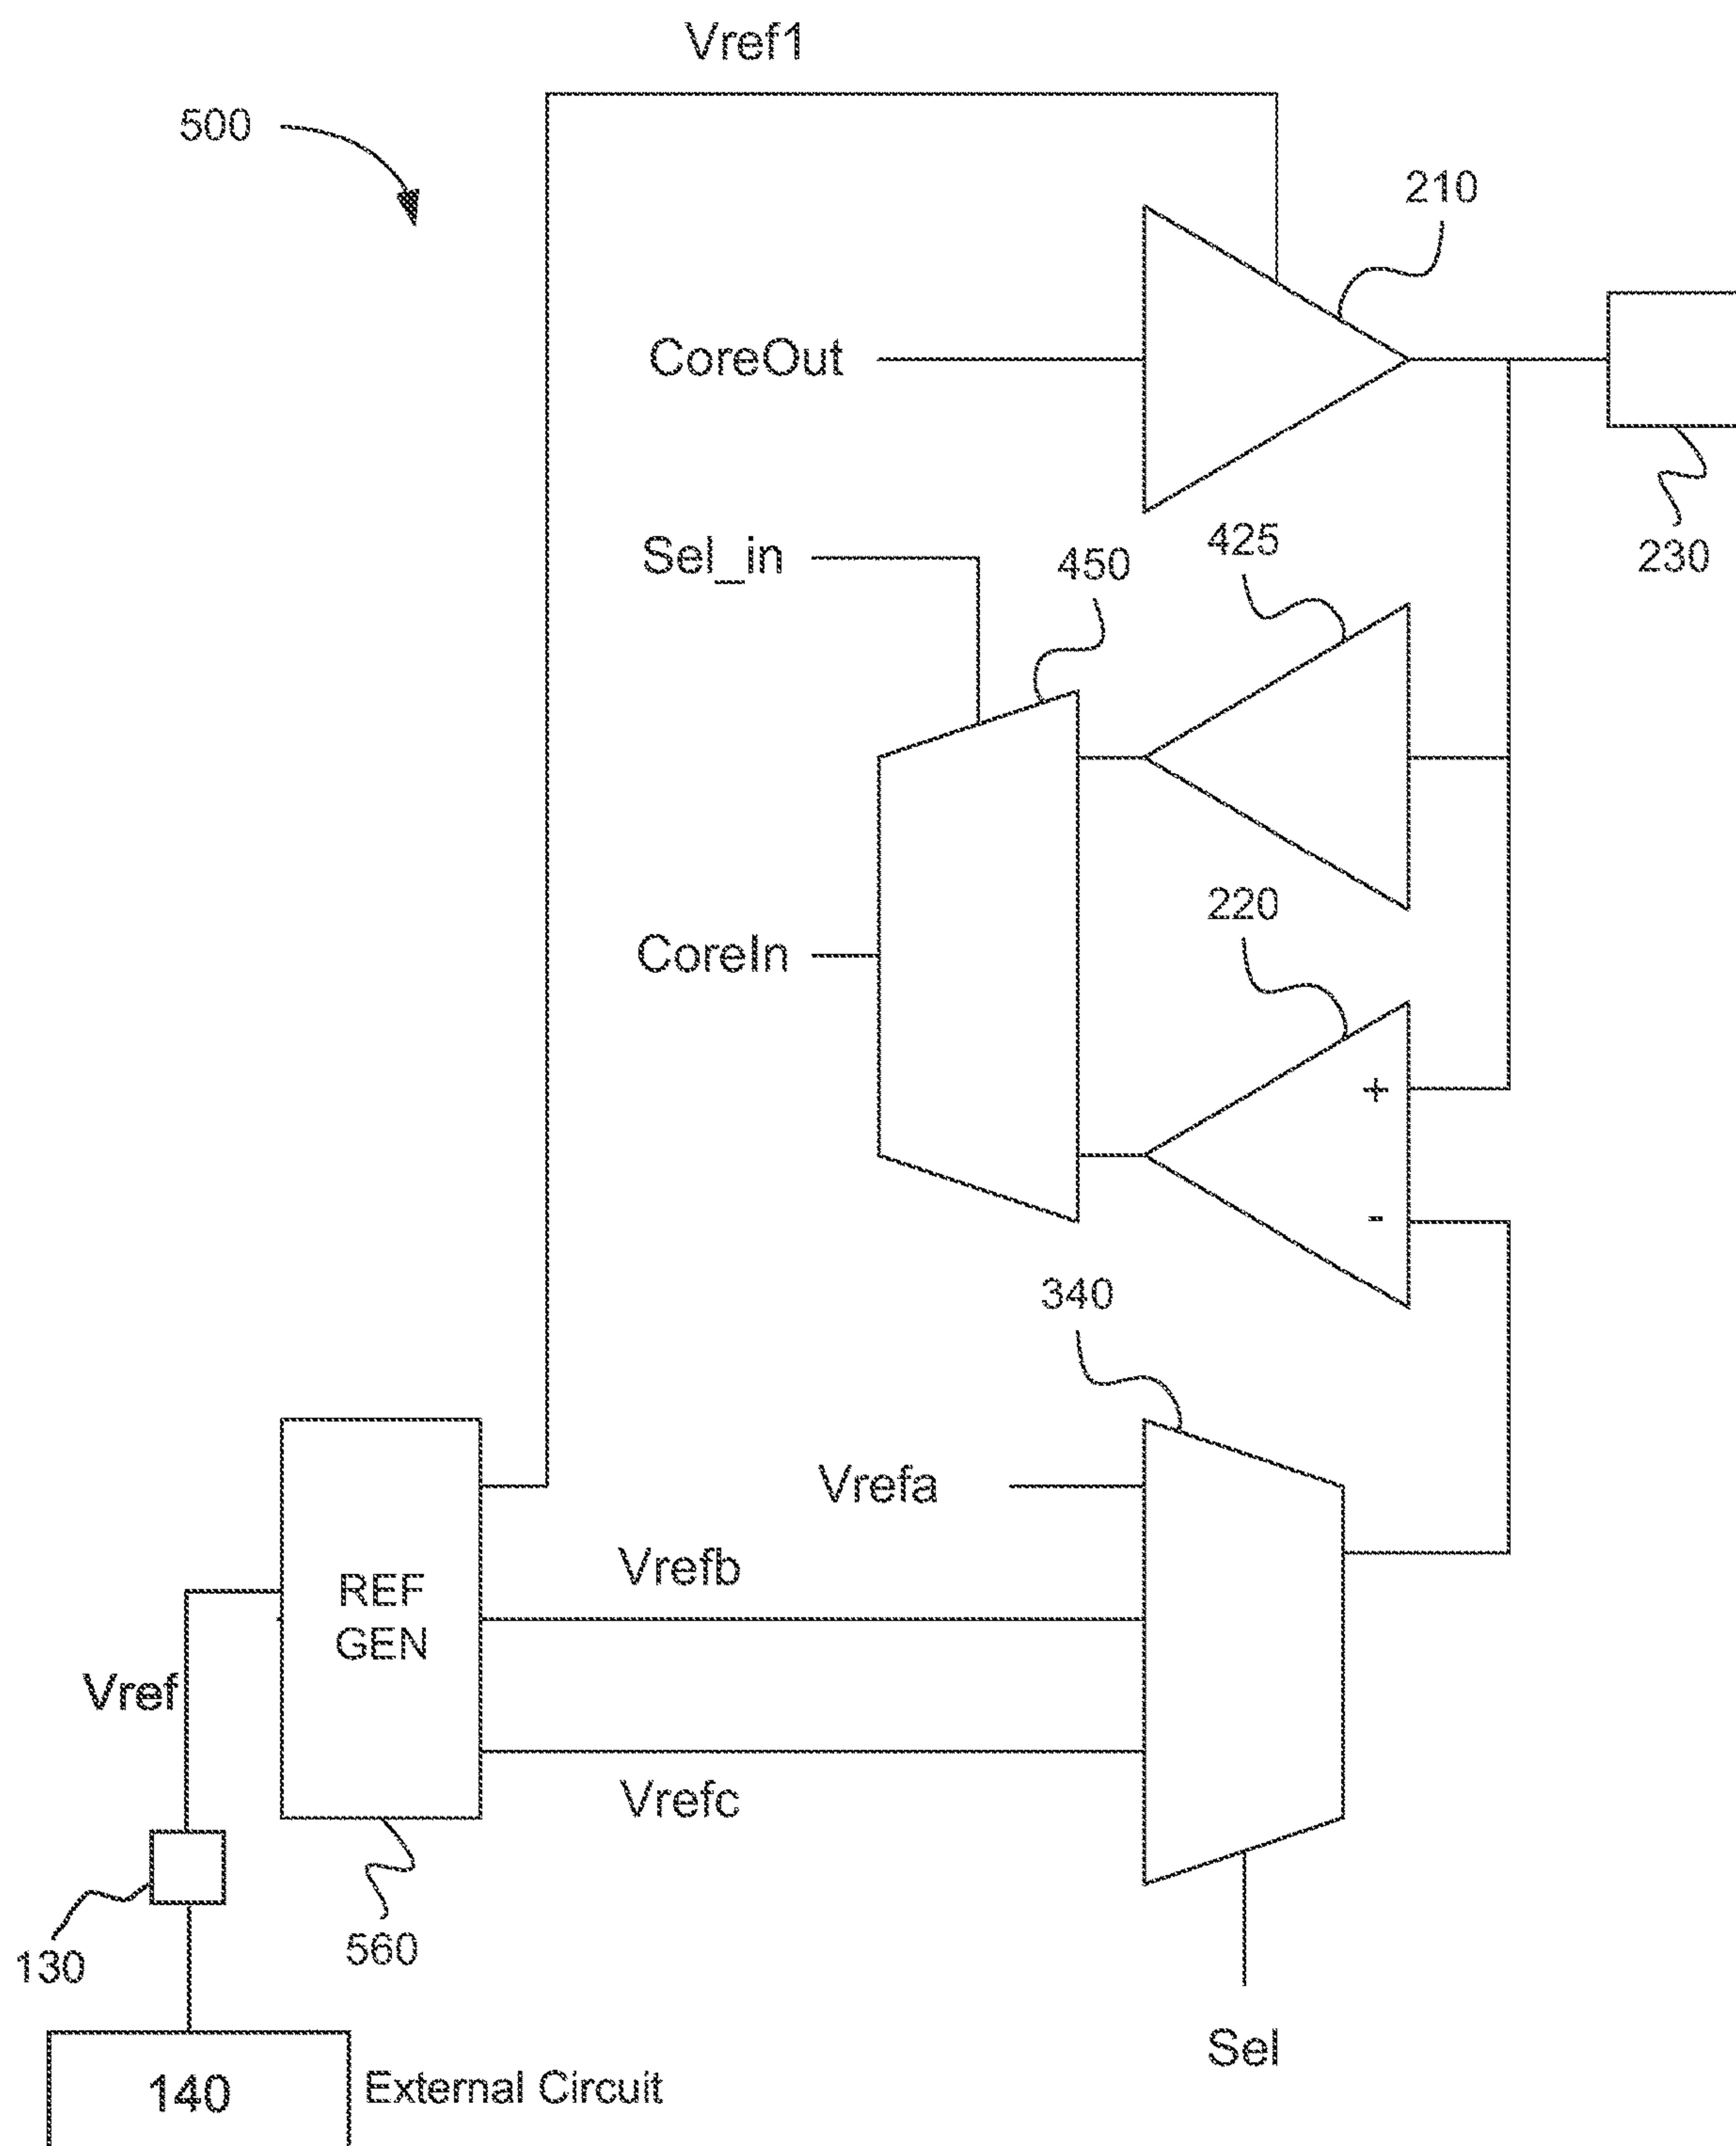 Vref1
500
210
CoreOut
230
Sel_in
450
425
220
CoreIn
+
-
340
Vrefa
Vrefb
REF
GEN
Vref
Vrefc
130
560
Sel
140
External Circuit